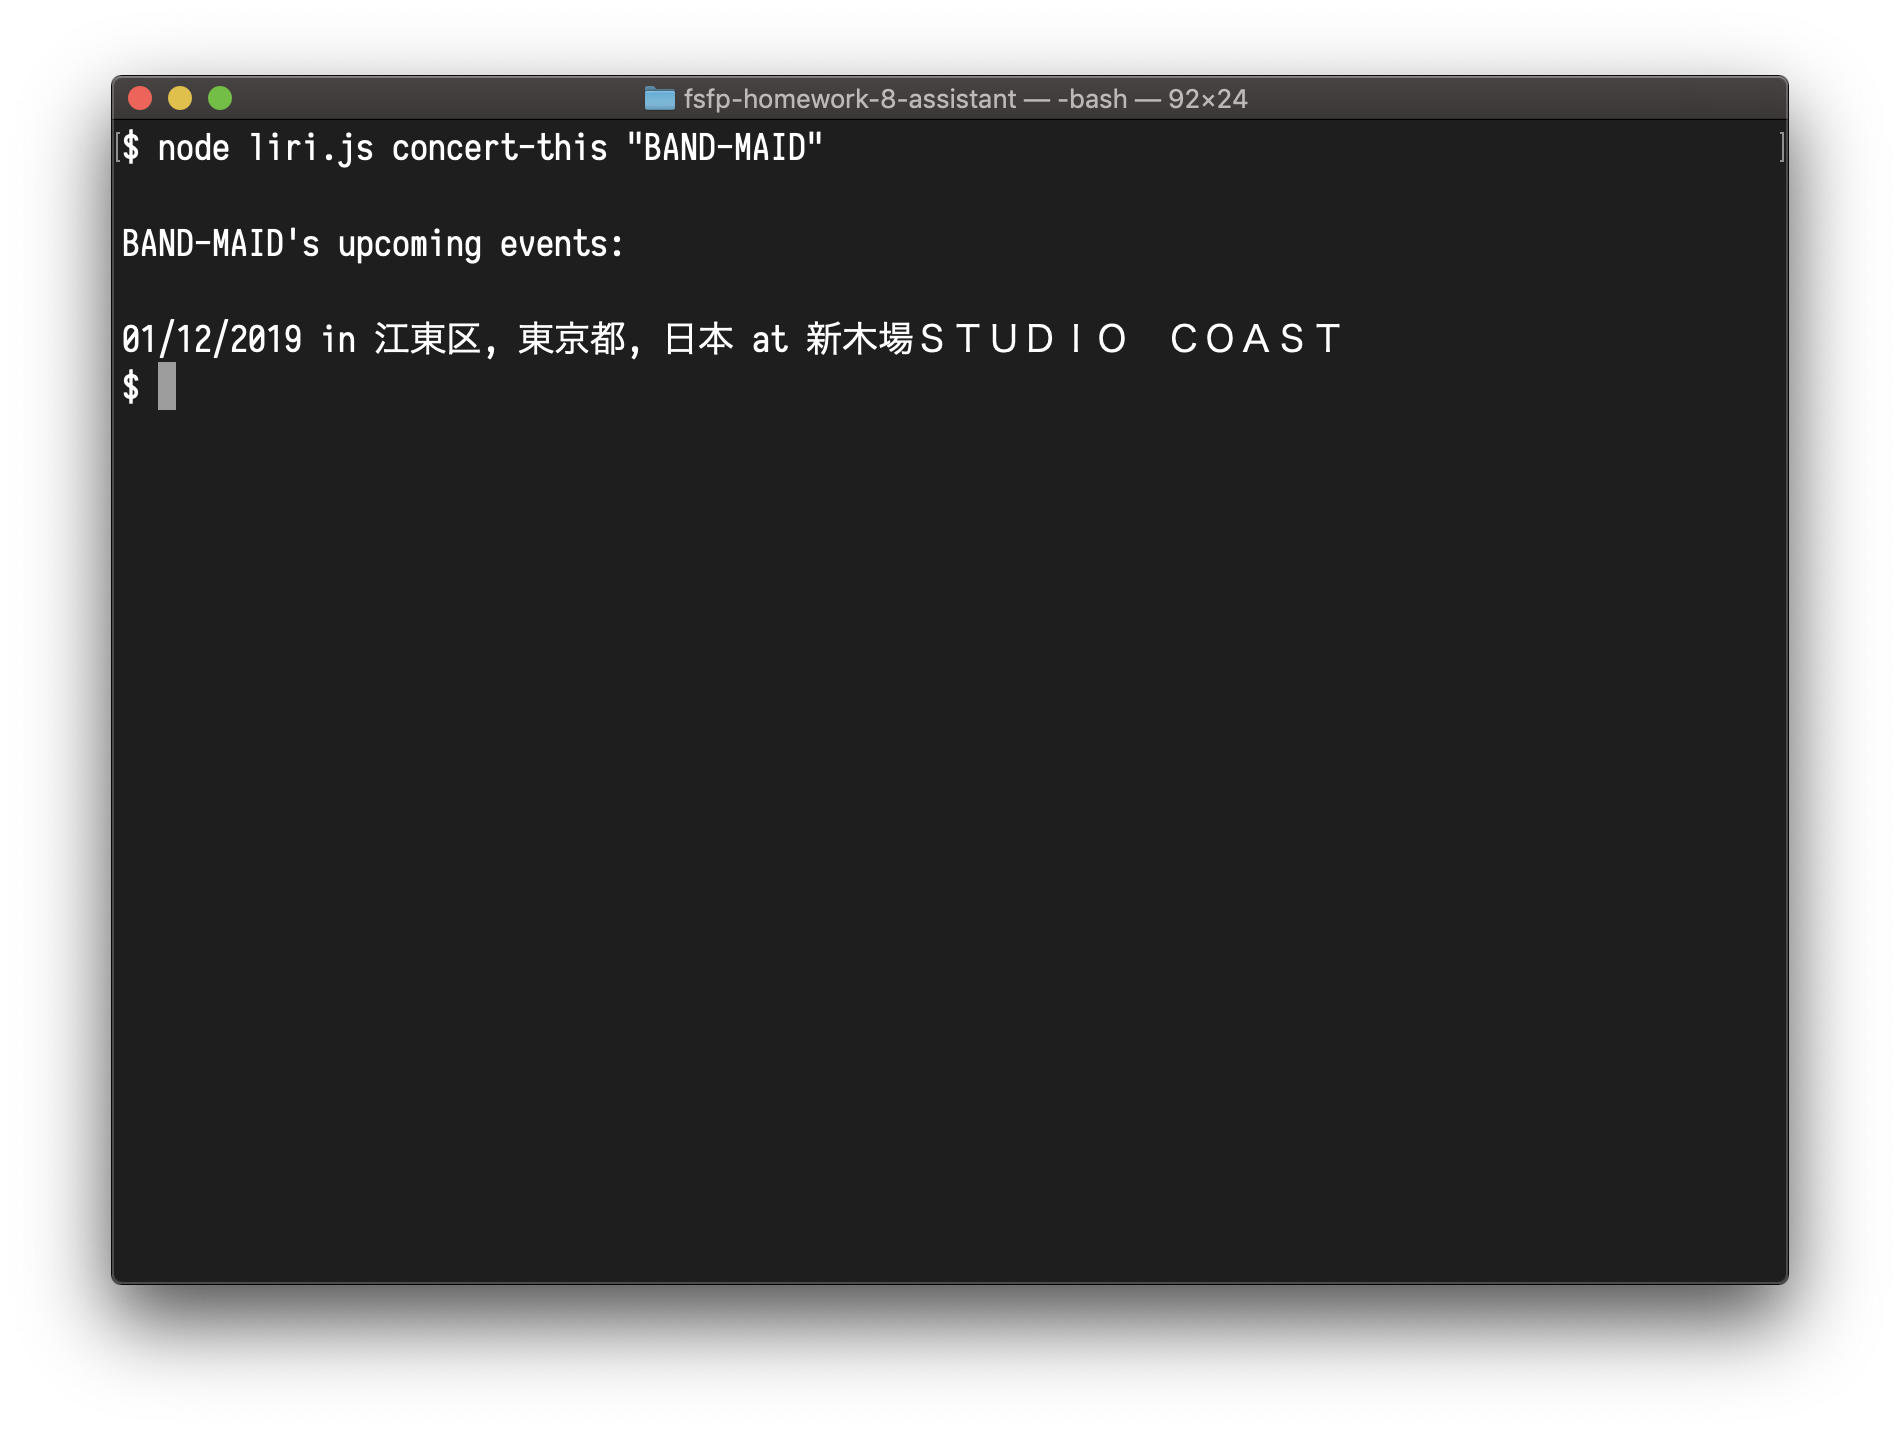 fsfp-homework-8-assistant — -bash — 92×24
[$ node liri.js concert-this "BAND-MAID" ]
BAND-MAID's upcoming events:
01/12/2019 in 江東区, 東京都, 日本 at 新木場ＳＴＵＤＩＯ　ＣＯＡＳＴ
$